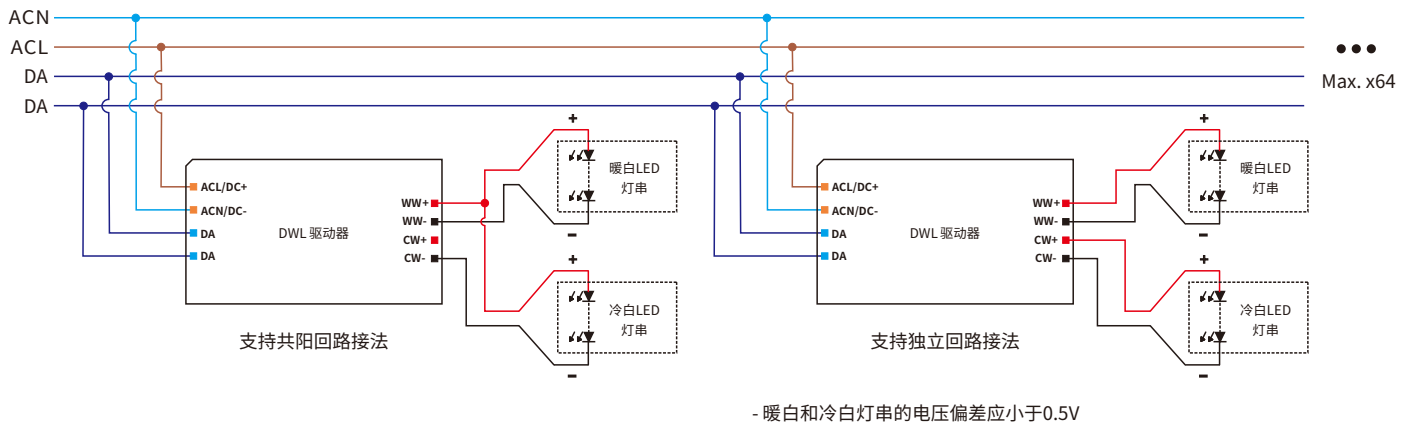 ACN
ACL
DA
DA
Max. x64
ACL/DC+
ACN/DC-
DA
DA
DWL 驱动器
WW+
WW-
CW+
CW-
+
暖白LED
灯串
-
+
冷白LED
灯串
-
支持共阳回路接法
ACL/DC+
ACN/DC-
DA
DA
DWL 驱动器
WW+
WW-
CW+
CW-
+
暖白LED
灯串
-
+
冷白LED
灯串
-
支持独立回路接法
- 暖白和冷白灯串的电压偏差应小于0.5V